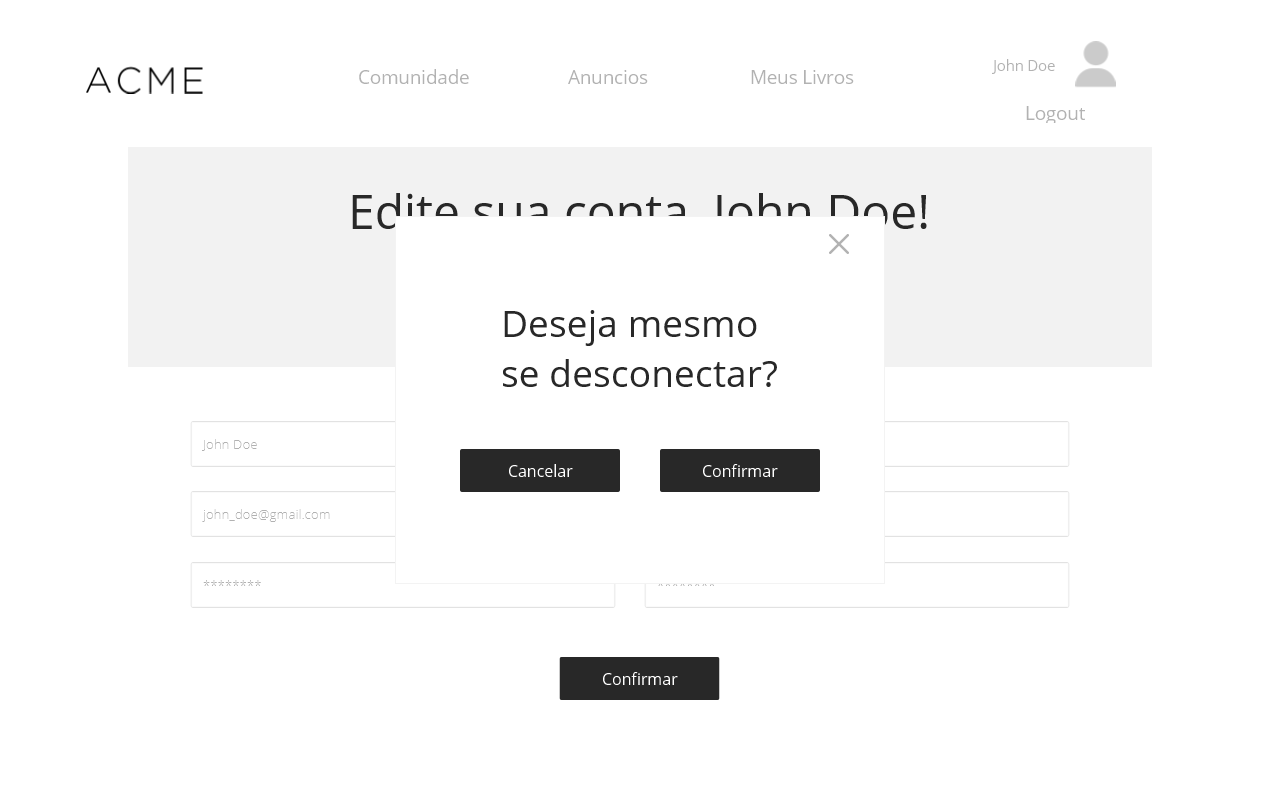 ACME
Comunidade
Anuncios
Meus Livros
John Doe
Logout
Edite sua conta, John Doe!
Deseja mesmo
se desconectar?
Cancelar
Confirmar
John Doe
john_doe@gmail.com
********
********
Confirmar